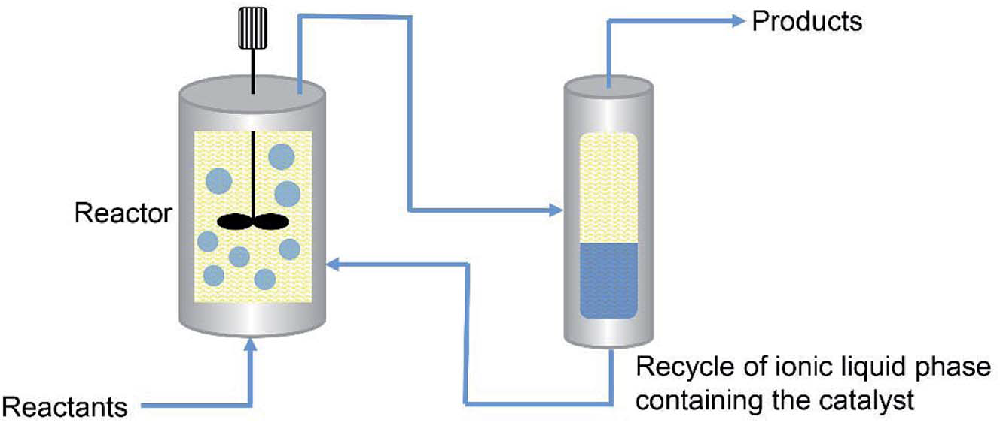 Products
Reactor
Recycle of ionic liquid phase
containing the catalyst
Reactants